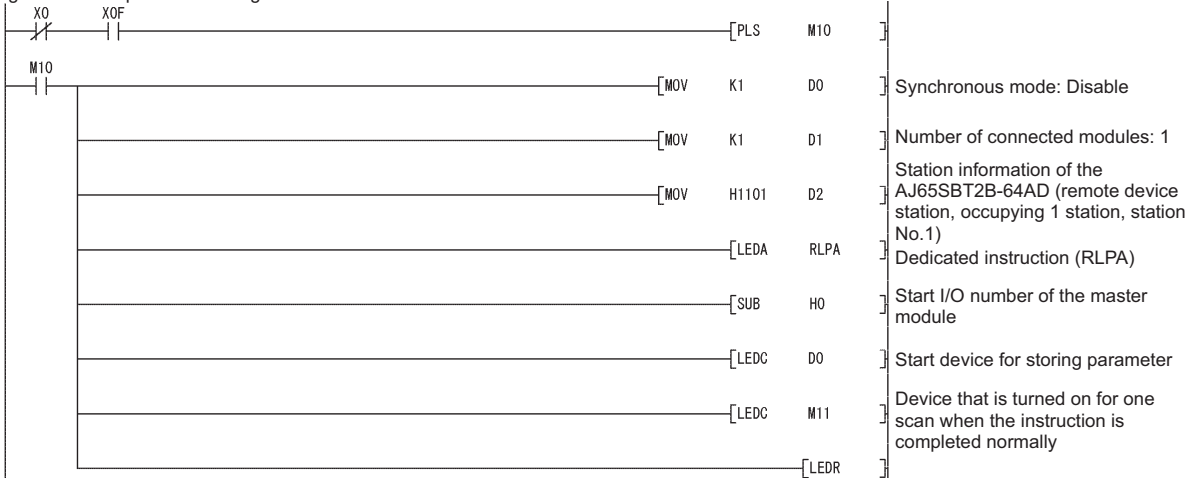 X0 X0F
PLS M10
M10
MOV K1 D0 Synchronous mode: Disable
MOV K1 D1 Number of connected modules: 1
MOV H1101 D2 Station information of the
AJ65SBT2B-64AD (remote device
station, occupying 1 station, station
No.1)
LEDA RLPA Dedicated instruction (RLPA)
SUB H0 Start I/O number of the master
module
LEDC D0 Start device for storing parameter
LEDC M11 Device that is turned on for one
scan when the instruction is
completed normally
LEDR